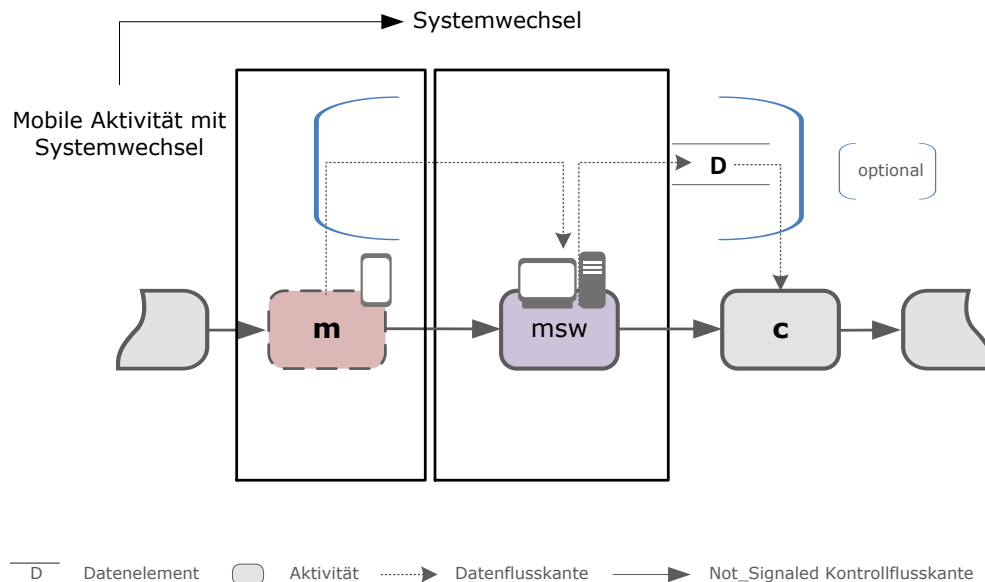 Systemwechsel
Mobile Aktivität mit
Systemwechsel
D
optional
m
msw
c
D Datenelement Aktivität Datenflusskante Not_Signaled Kontrollflusskante